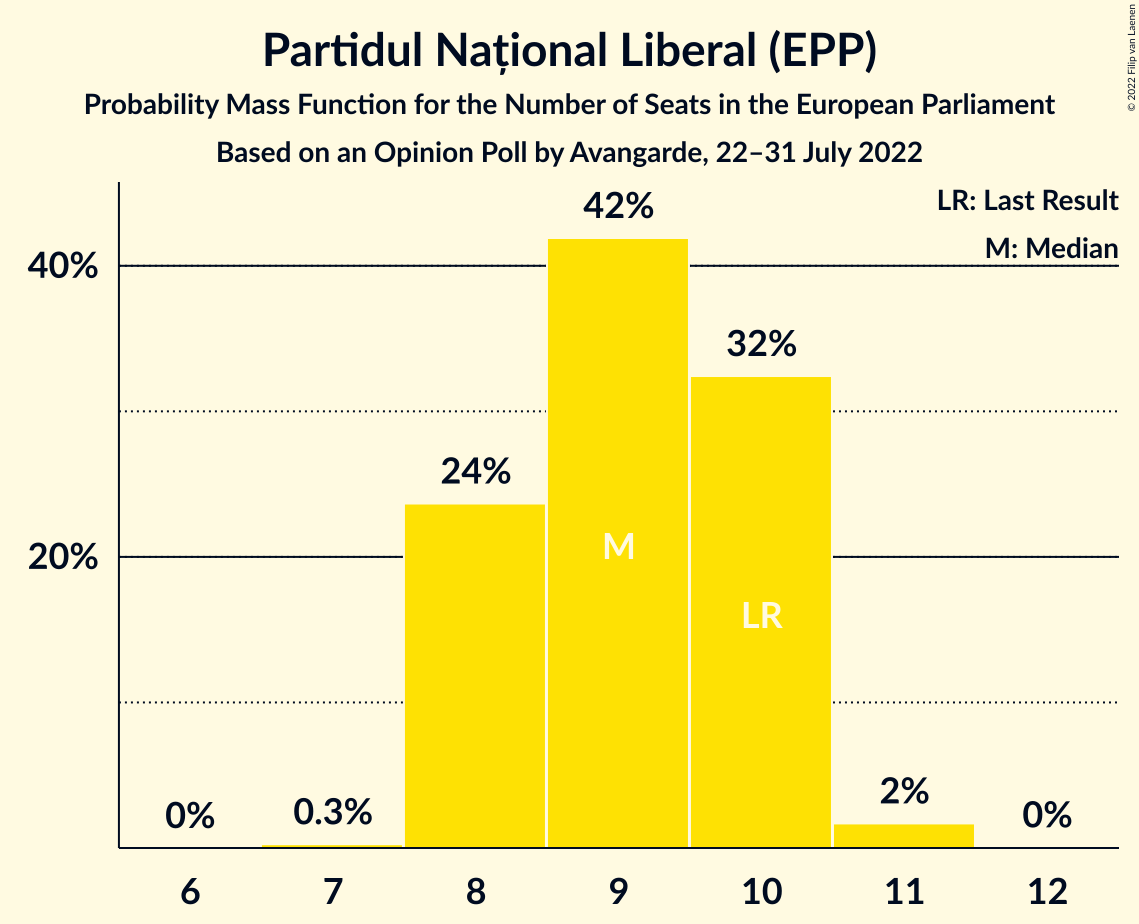 Partidul Național Liberal (EPP)
Probability Mass Function for the Number of Seats in the European Parliament
Based on an Opinion Poll by Avangarde, 22–31 July 2022
© 2022 Filip van Laenen
LR: Last Result
M: Median
40%
20%
0%
0.3%
24%
42%
32%
2%
0%
M
LR
6 7 8 9 10 11 12